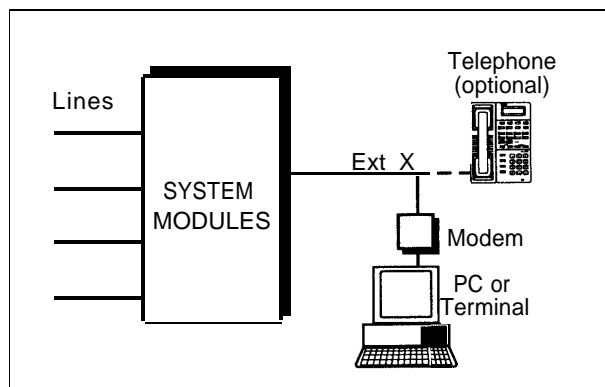 Telephone
(optional)
Lines
Ext X
SYSTEM
MODULES
Modem
PC or
Terminal